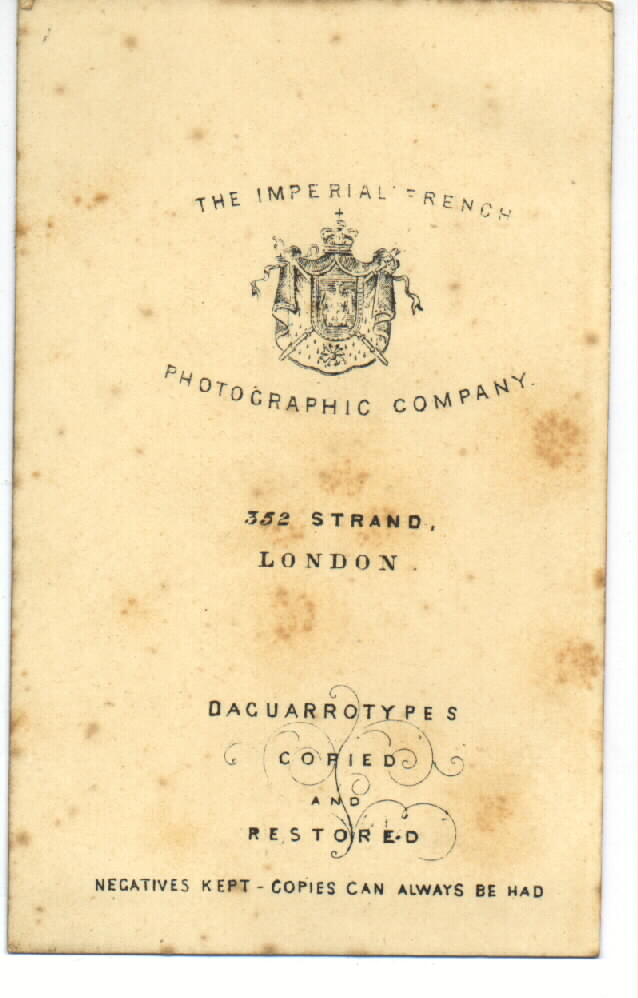 THE IMPERIAL FRENCH
PHOTOGRAPHIC COMPANY.
352 STRAND,
LONDON.
DAGUARROTYPES
COPIED
AND
RESTORED
NEGATIVES KEPT - COPIES CAN ALWAYS BE HAD